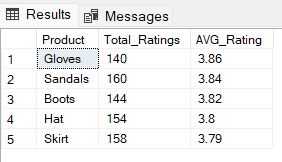 Results Messages
Product Total_Ratings AVG_Rating
1 Gloves 140 3.86
2 Sandals 160 3.84
3 Boots 144 3.82
4 Hat 154 3.8
5 Skirt 158 3.79